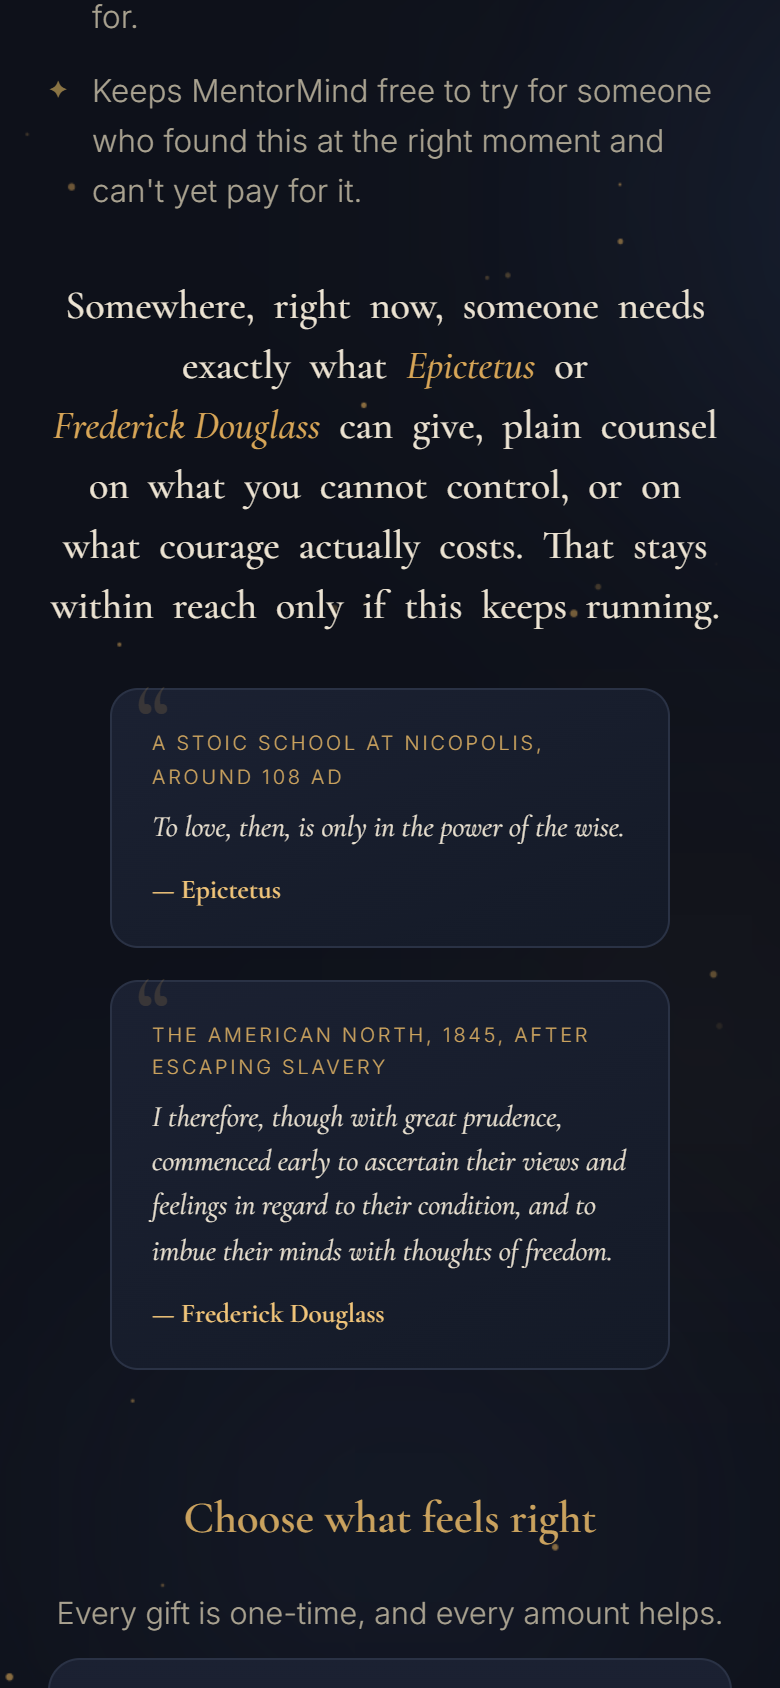 for.
✦ Keeps MentorMind free to try for someone
who found this at the right moment and
can't yet pay for it.
Somewhere, right now, someone needs
exactly what Epictetus or
Frederick Douglass can give, plain counsel
on what you cannot control, or on
what courage actually costs. That stays
within reach only if this keeps running.
“
A STOIC SCHOOL AT NICOPOLIS,
AROUND 108 AD
To love, then, is only in the power of the wise.
— Epictetus
“
THE AMERICAN NORTH, 1845, AFTER
ESCAPING SLAVERY
I therefore, though with great prudence,
commenced early to ascertain their views and
feelings in regard to their condition, and to
imbue their minds with thoughts of freedom.
— Frederick Douglass
Choose what feels right
Every gift is one-time, and every amount helps.